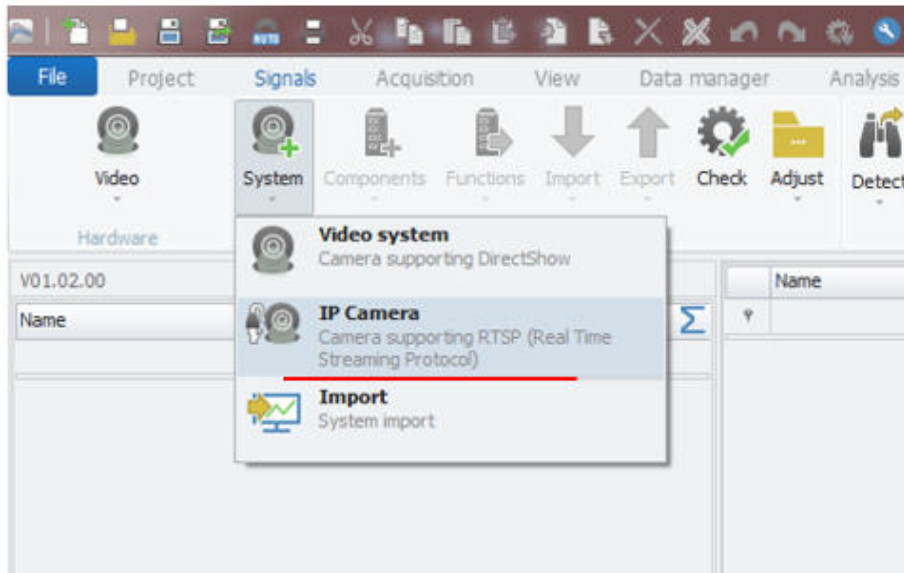 AUTO
File Project Signals Acquisition View Data manager Analysis
Video System Components Functions Import Export Check Adjust Detect
Hardware
Video system
Camera supporting DirectShow
V01.02.00
Name
Name
IP Camera
Camera supporting RTSP (Real Time
Streaming Protocol)
Import
System import